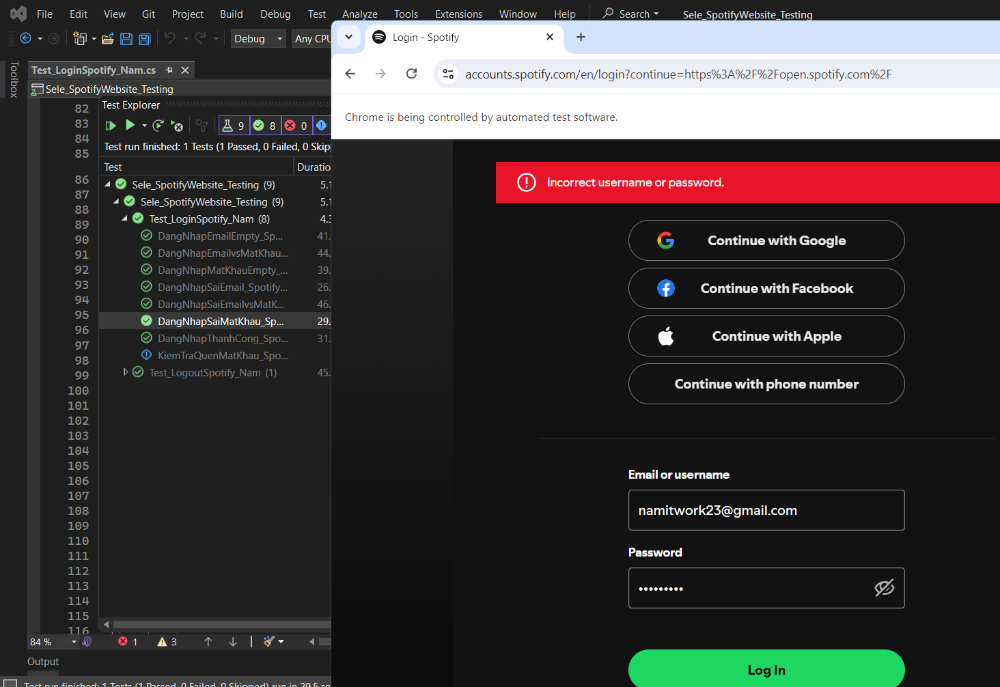 File Edit View Git Project Build Debug Test Analyze Tools Extensions Window Help Search Sele_SpotifyWebsite_Testing
Debug Any CPU
Toolbox
Test_LoginSpotify_Nam.cs
Sele_SpotifyWebsite_Testing
82
83
84
85
86
87
88
89
90
91
92
93
94
95
96
97
98
99
100
101
102
103
104
105
106
107
108
109
110
111
112
113
114
115
116
Test Explorer
9 8 0
Test run finished: 1 Tests (1 Passed, 0 Failed, 0 Skip
Test Duratio
Sele_SpotifyWebsite_Testing (9) 5.1
Sele_SpotifyWebsite_Testing (9) 5.1
Test_LoginSpotify_Nam (8) 4.3
DangNhapEmailEmpty_Sp... 41.
DangNhapEmailvsMatKhau... 44.
DangNhapMatKhauEmpty_... 39.
DangNhapSaiEmail_Spotify... 26.
DangNhapSaiEmailvsMatK... 46.
DangNhapSaiMatKhau_Sp... 29.
DangNhapThanhCong_Spo... 31.
KiemTraQuenMatKhau_Spo...
Test_LogoutSpotify_Nam (1) 45.
84 % 1 3
Output
Test run finished: 1 Tests (1 Passed, 0 Failed, 0 Skipped) run in 29.5 se
Login - Spotify
accounts.spotify.com/en/login?continue=https%3A%2F%2Fopen.spotify.com%2F
Chrome is being controlled by automated test software.
Incorrect username or password.
Continue with Google
Continue with Facebook
Continue with Apple
Continue with phone number
Email or username
namitwork23@gmail.com
Password
•••••••••
Log In